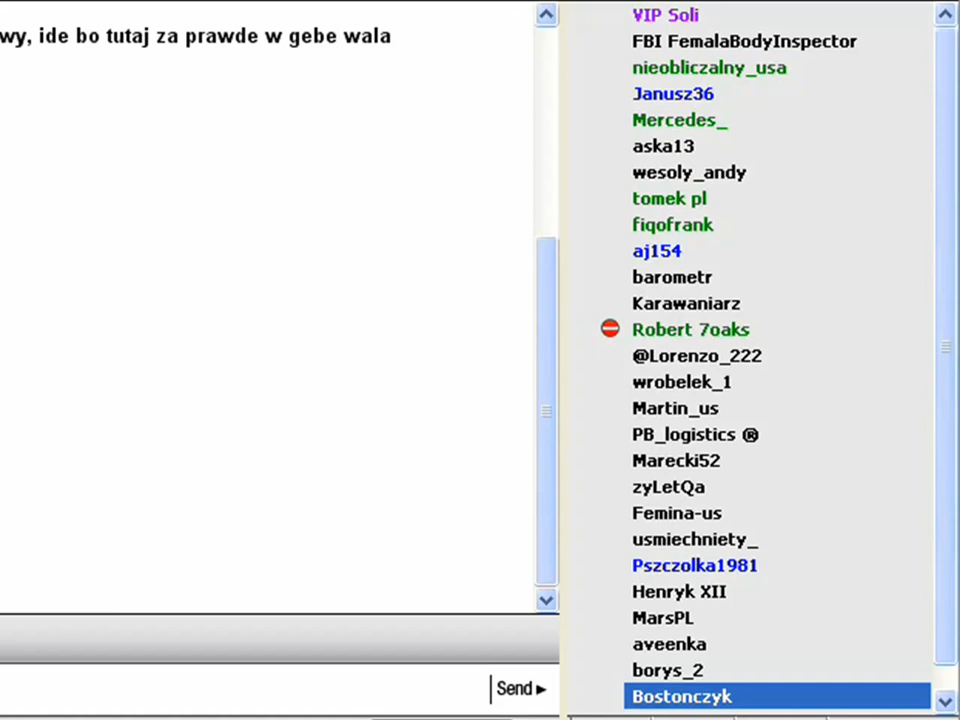 wy, ide bo tutaj za prawde w gebe wala
VIP Soli
FBI FemalaBodyInspector
nieobliczalny_usa
Janusz36
Mercedes_
aska13
wesoly_andy
tomek pl
fiqofrank
aj154
barometr
Karawaniarz
Robert 7oaks
@Lorenzo_222
wrobelek_1
Martin_us
PB_logistics ®
Marecki52
zyLetQa
Femina-us
usmiechniety_
Pszczolka1981
Henryk XII
MarsPL
aveenka
borys_2
Send
Bostonczyk